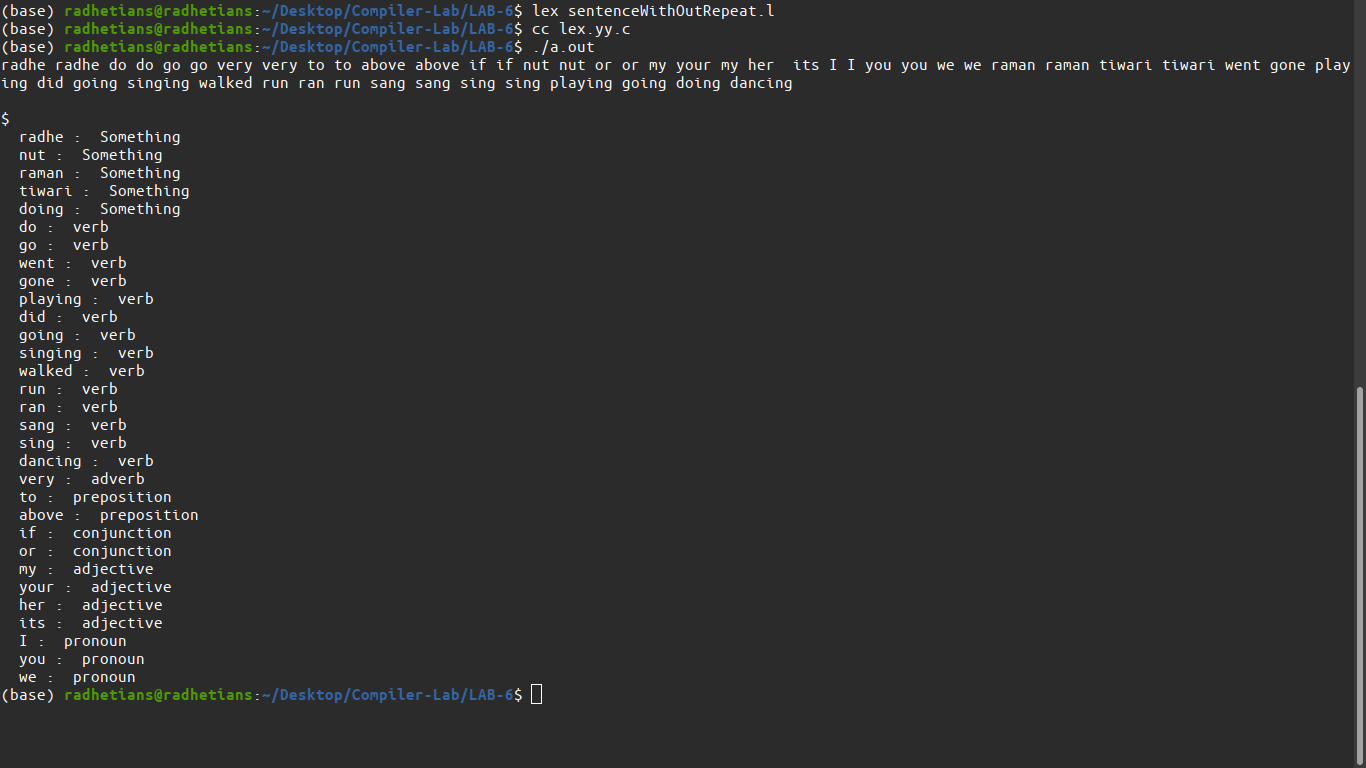 (base) radhetians@radhetians:~/Desktop/Compiler-Lab/LAB-6$ lex sentenceWithOutRepeat.l
(base) radhetians@radhetians:~/Desktop/Compiler-Lab/LAB-6$ cc lex.yy.c
(base) radhetians@radhetians:~/Desktop/Compiler-Lab/LAB-6$ ./a.out
radhe radhe do do go go very very to to above above if if nut nut or or my your my her  its I I you you we we raman raman tiwari tiwari went gone play
ing did going singing walked run ran run sang sang sing sing playing going doing dancing

$
  radhe :  Something
  nut :  Something
  raman :  Something
  tiwari :  Something
  doing :  Something
  do :  verb
  go :  verb
  went :  verb
  gone :  verb
  playing :  verb
  did :  verb
  going :  verb
  singing :  verb
  walked :  verb
  run :  verb
  ran :  verb
  sang :  verb
  sing :  verb
  dancing :  verb
  very :  adverb
  to :  preposition
  above :  preposition
  if :  conjunction
  or :  conjunction
  my :  adjective
  your :  adjective
  her :  adjective
  its :  adjective
  I :  pronoun
  you :  pronoun
  we :  pronoun
(base) radhetians@radhetians:~/Desktop/Compiler-Lab/LAB-6$